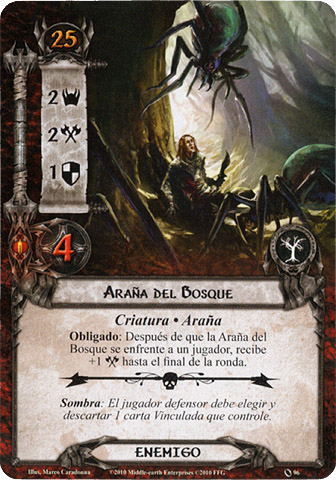 25
2
2
1
4
Araña del Bosque
Criatura • Araña
Obligado: Después de que la Araña del
Bosque se enfrente a un jugador, recibe
+1 hasta el final de la ronda.
Sombra: El jugador defensor debe elegir y
descartar 1 carta Vinculada que controle.
ENEMIGO
Illus. Marco Caradonna
©2010 Middle-earth Enterprises ©2010 FFG
96